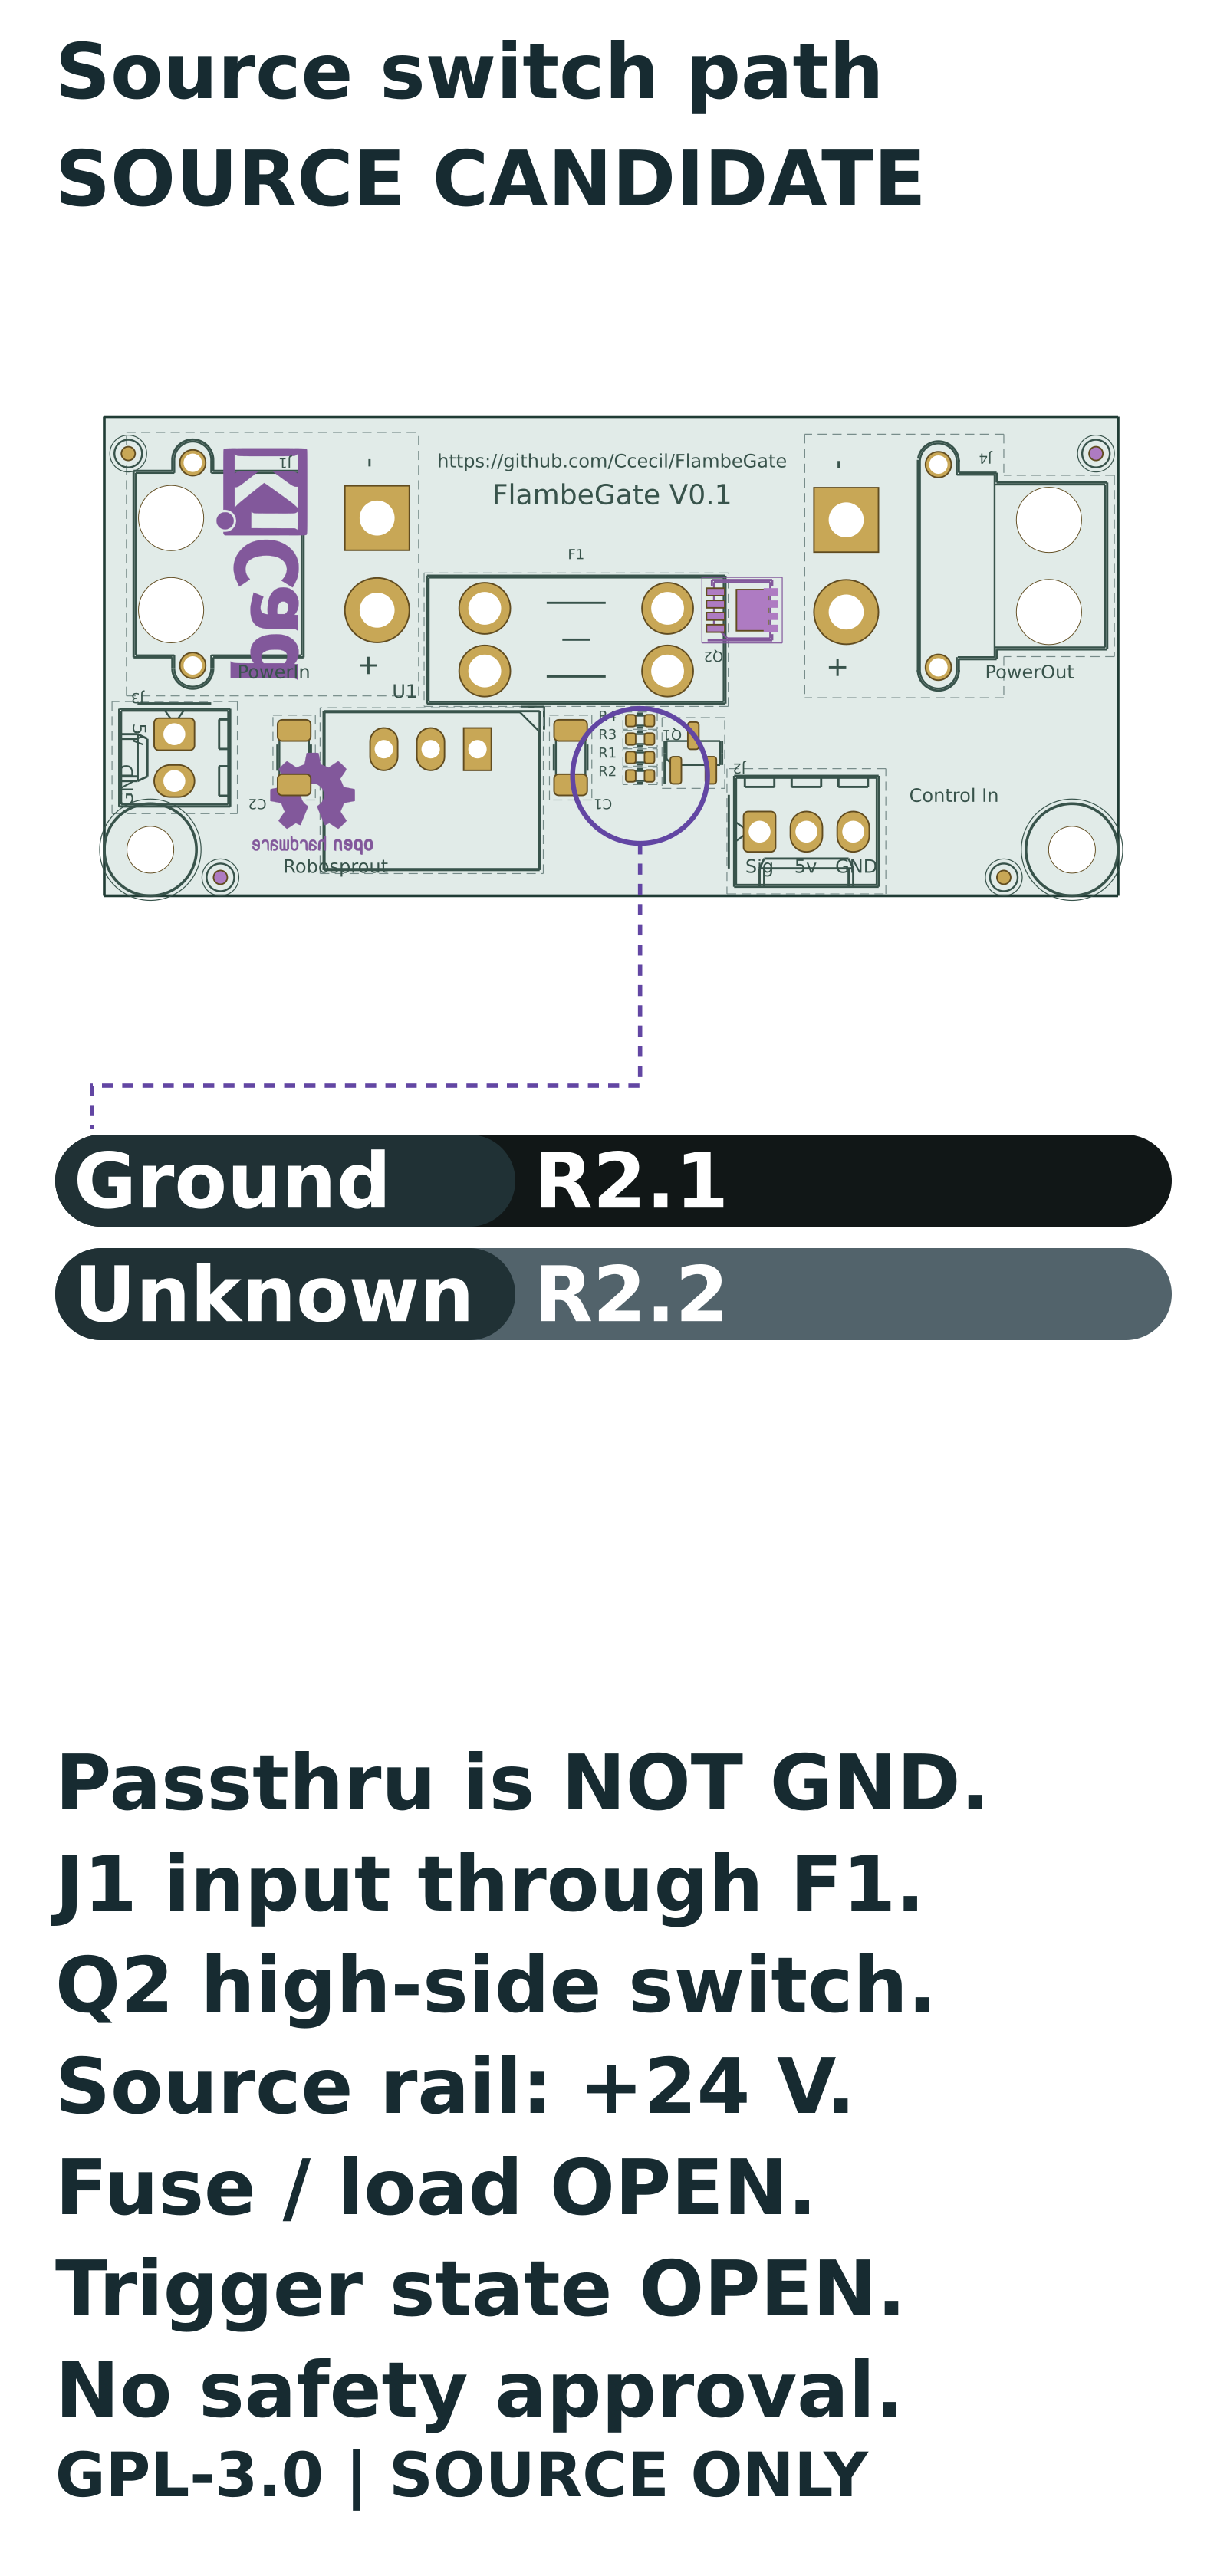 Source switch path
SOURCE CANDIDATE
J1
-
https://github.com/Ccecil/FlambeGate
-
J4
FlambeGate V0.1
KiCad
F1
Q2
PowerIn
+
+
PowerOut
U1
J3
5v
R4
R3
Q1
R1
R2
J2
GND
C2
C1
Control In
open hardware
Robosprout
Sig 5v GND
Ground R2.1
Unknown R2.2
Passthru is NOT GND.
J1 input through F1.
Q2 high-side switch.
Source rail: +24 V.
Fuse / load OPEN.
Trigger state OPEN.
No safety approval.
GPL-3.0 | SOURCE ONLY